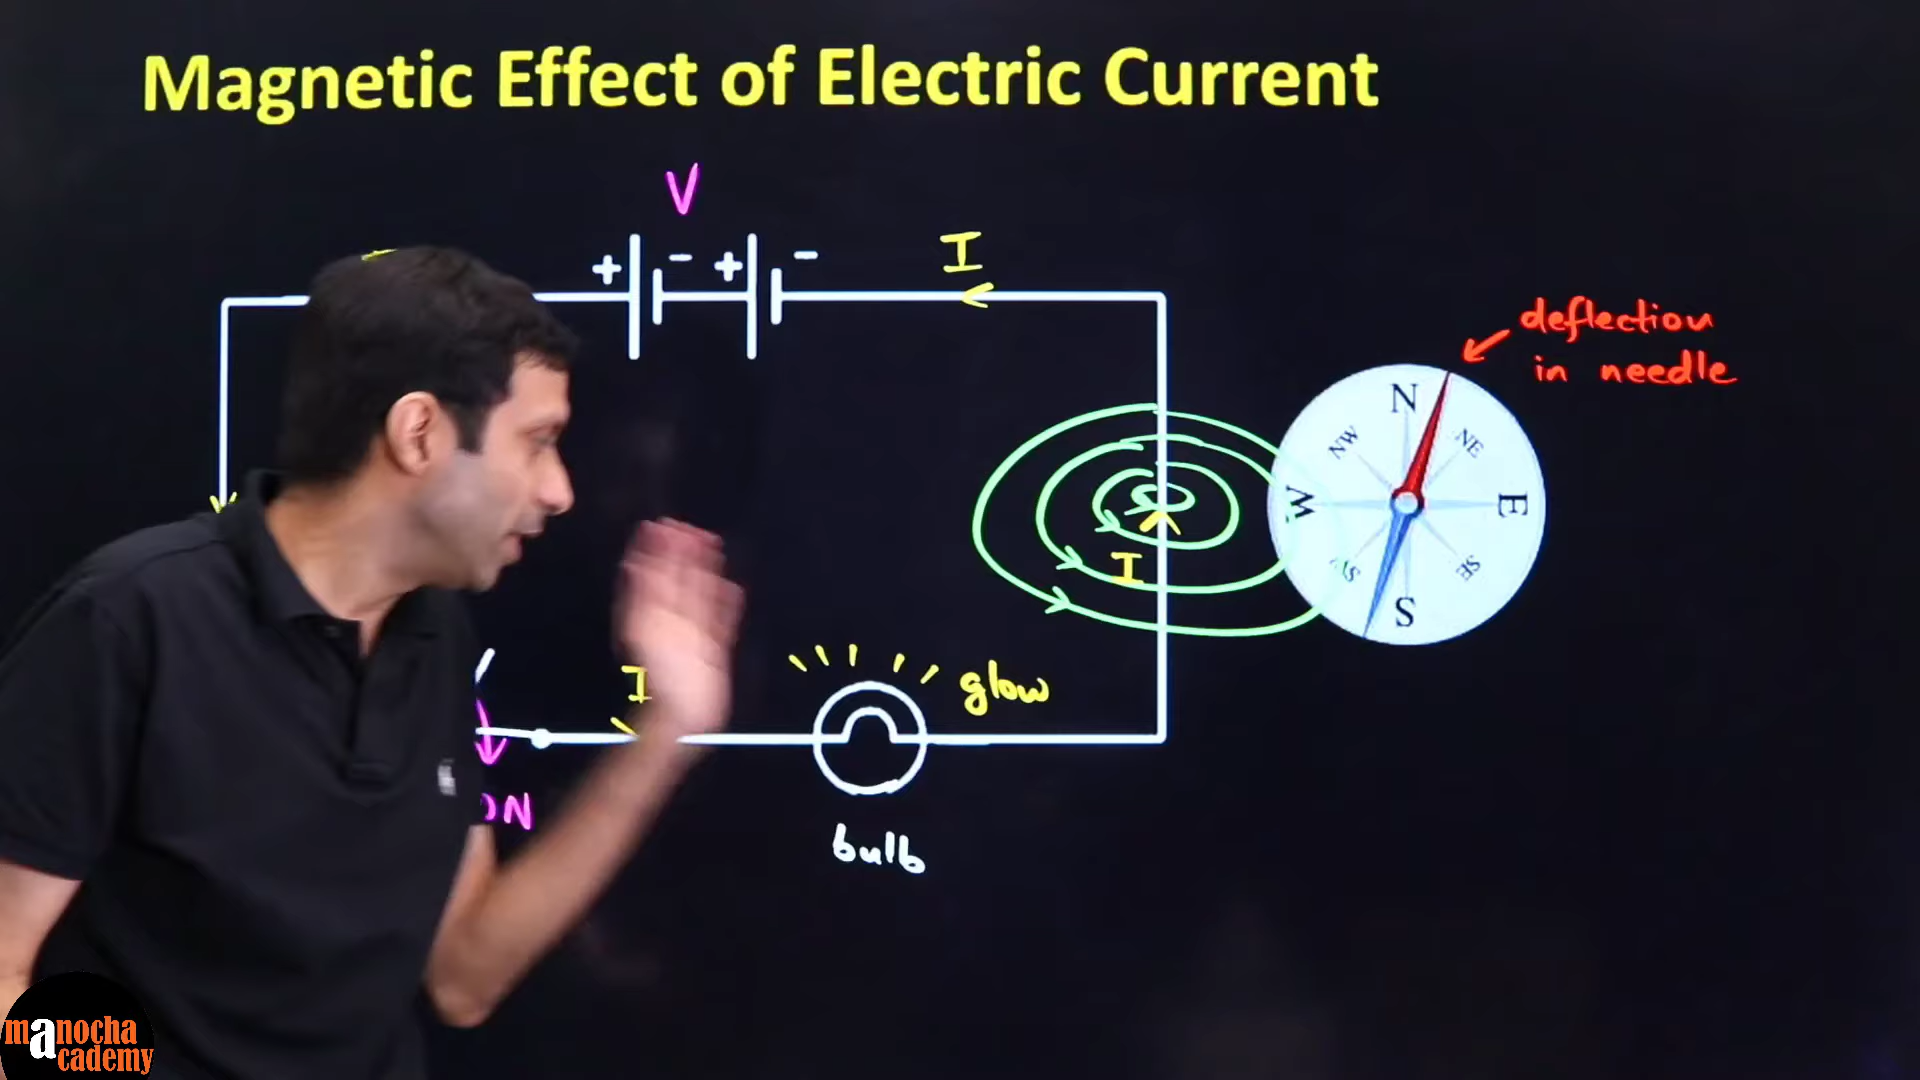 Magnetic Effect of Electric Current
V
+ - + -
I
deflection
in needle
N
NW
NE
W
E
I
SE
S
I
glow
ON
bulb
manocha
academy